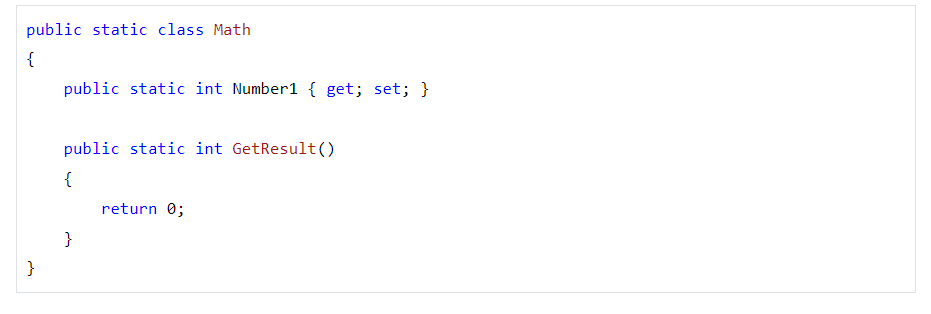 public static class Math
{
    public static int Number1 { get; set; }

    public static int GetResult()
    {
        return 0;
    }
}